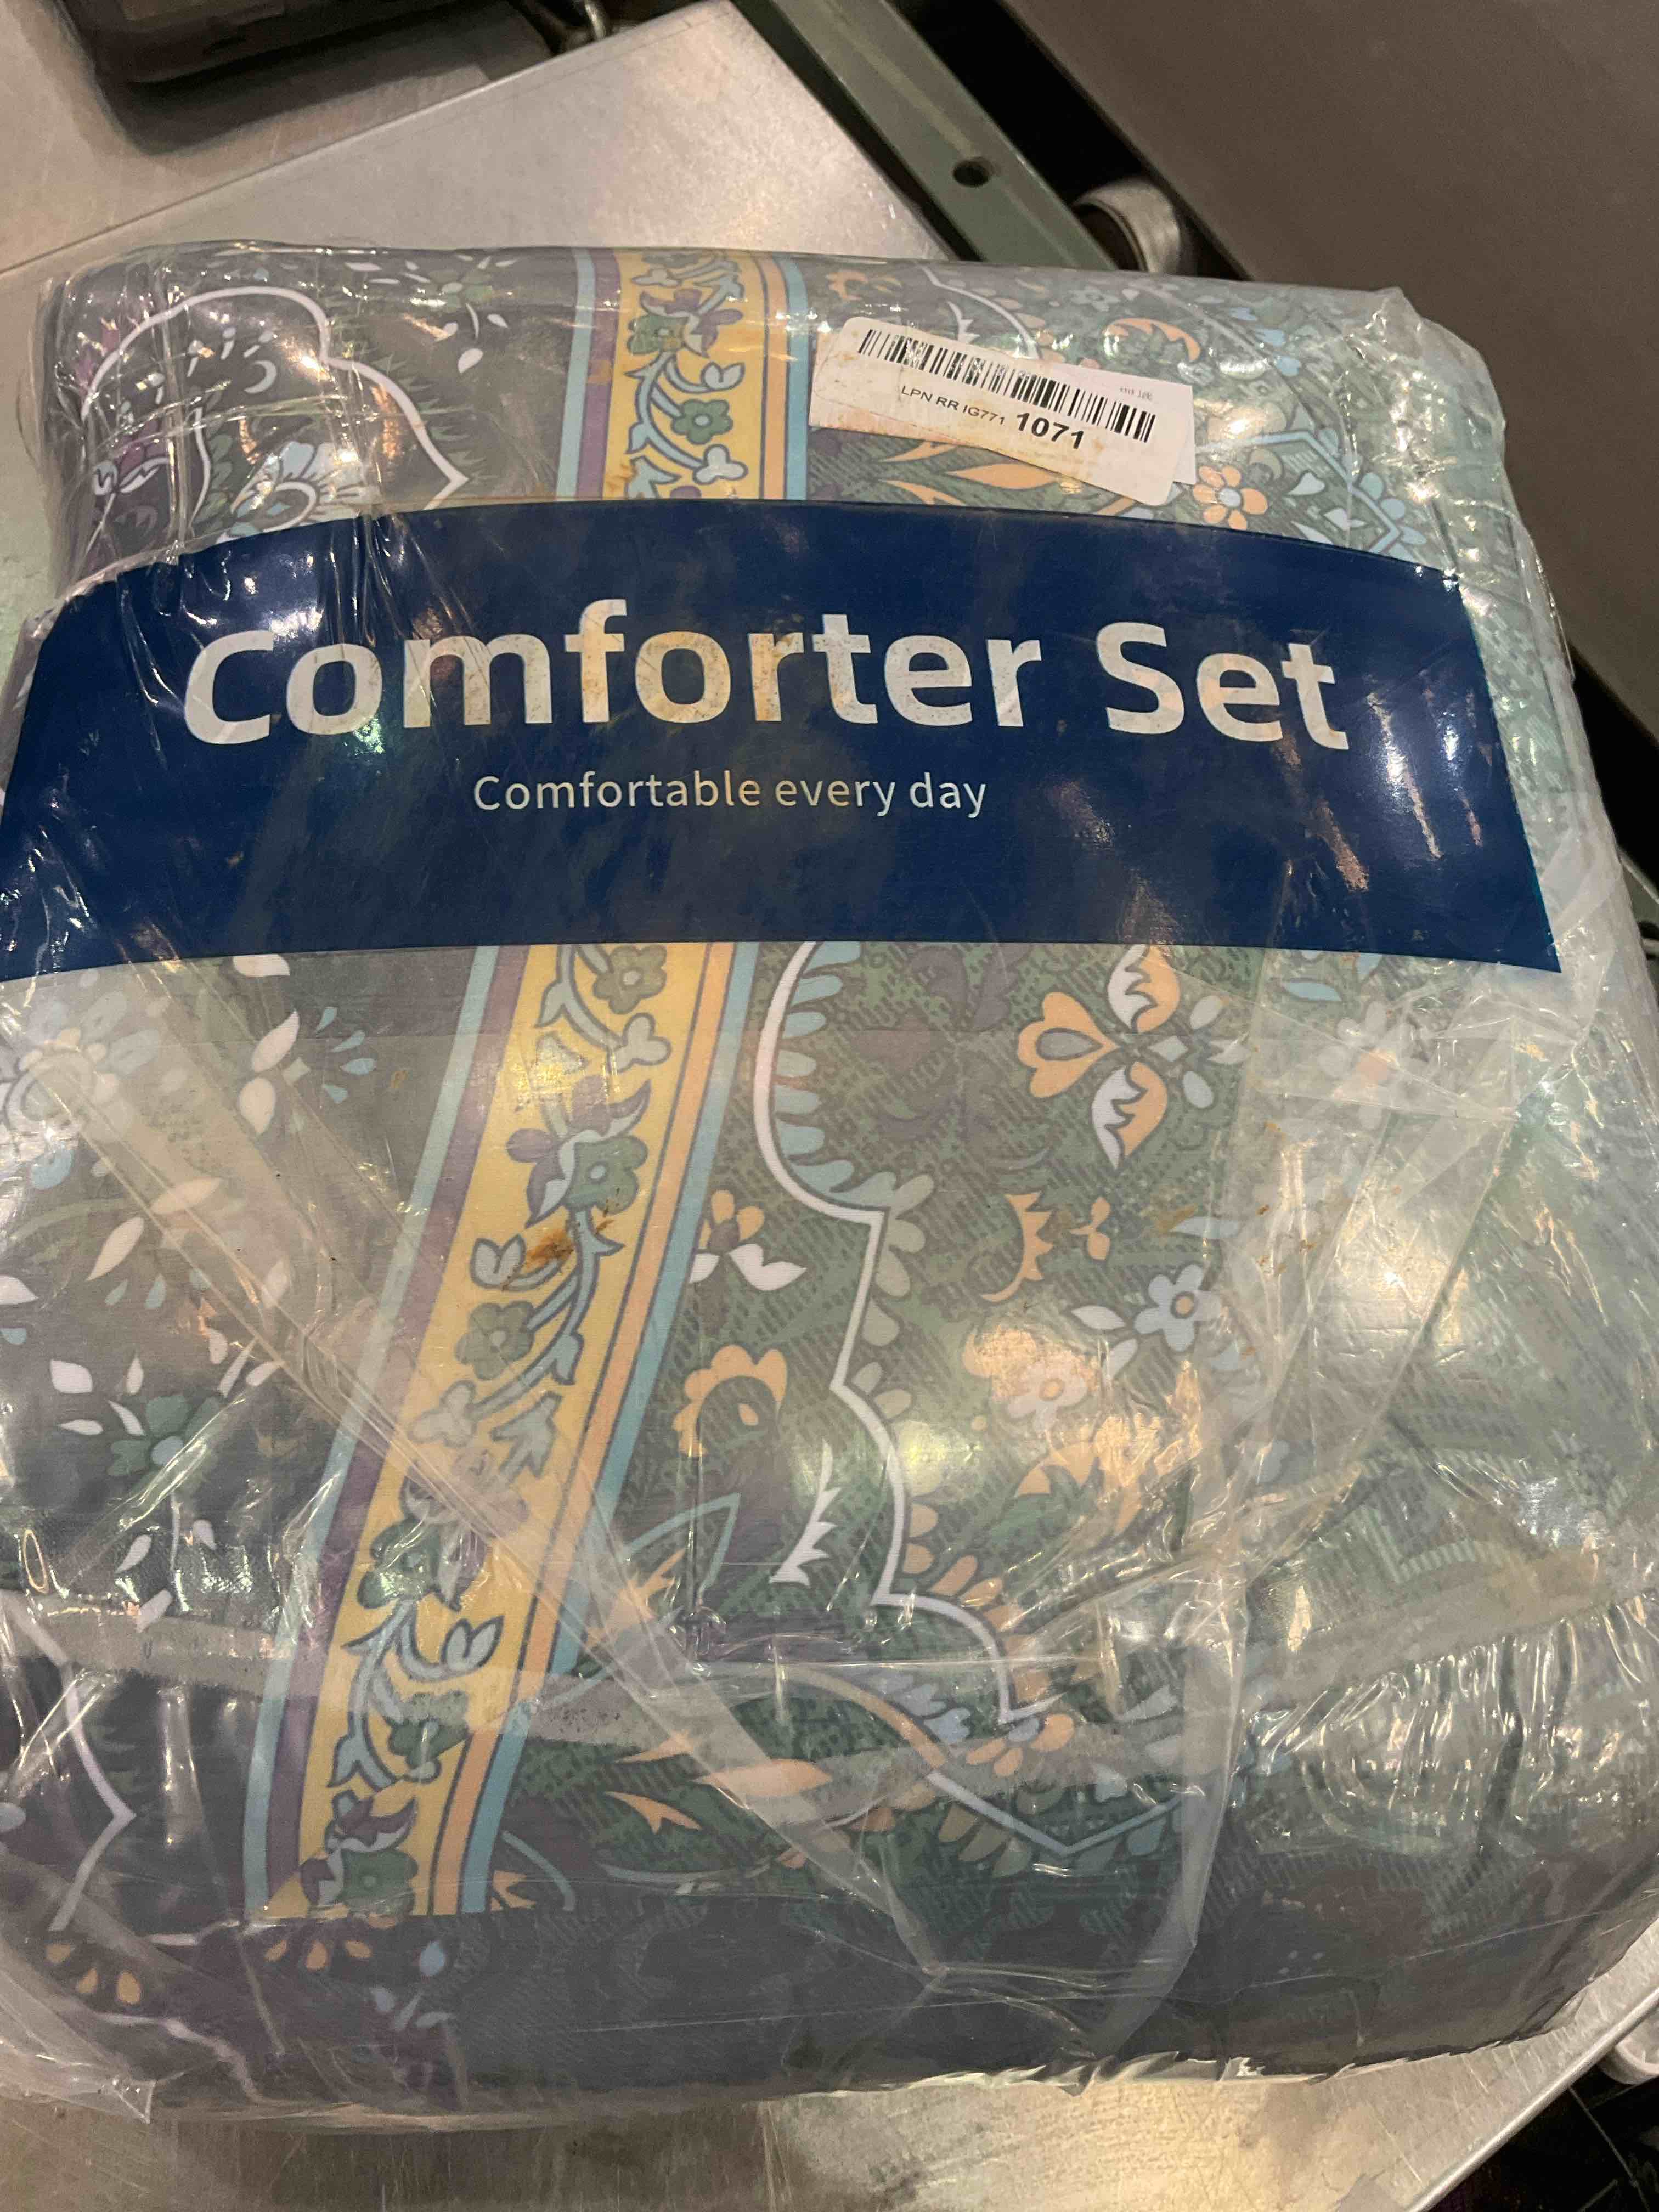 LPN RR IG771 1071
Comforter Set
Comfortable every day